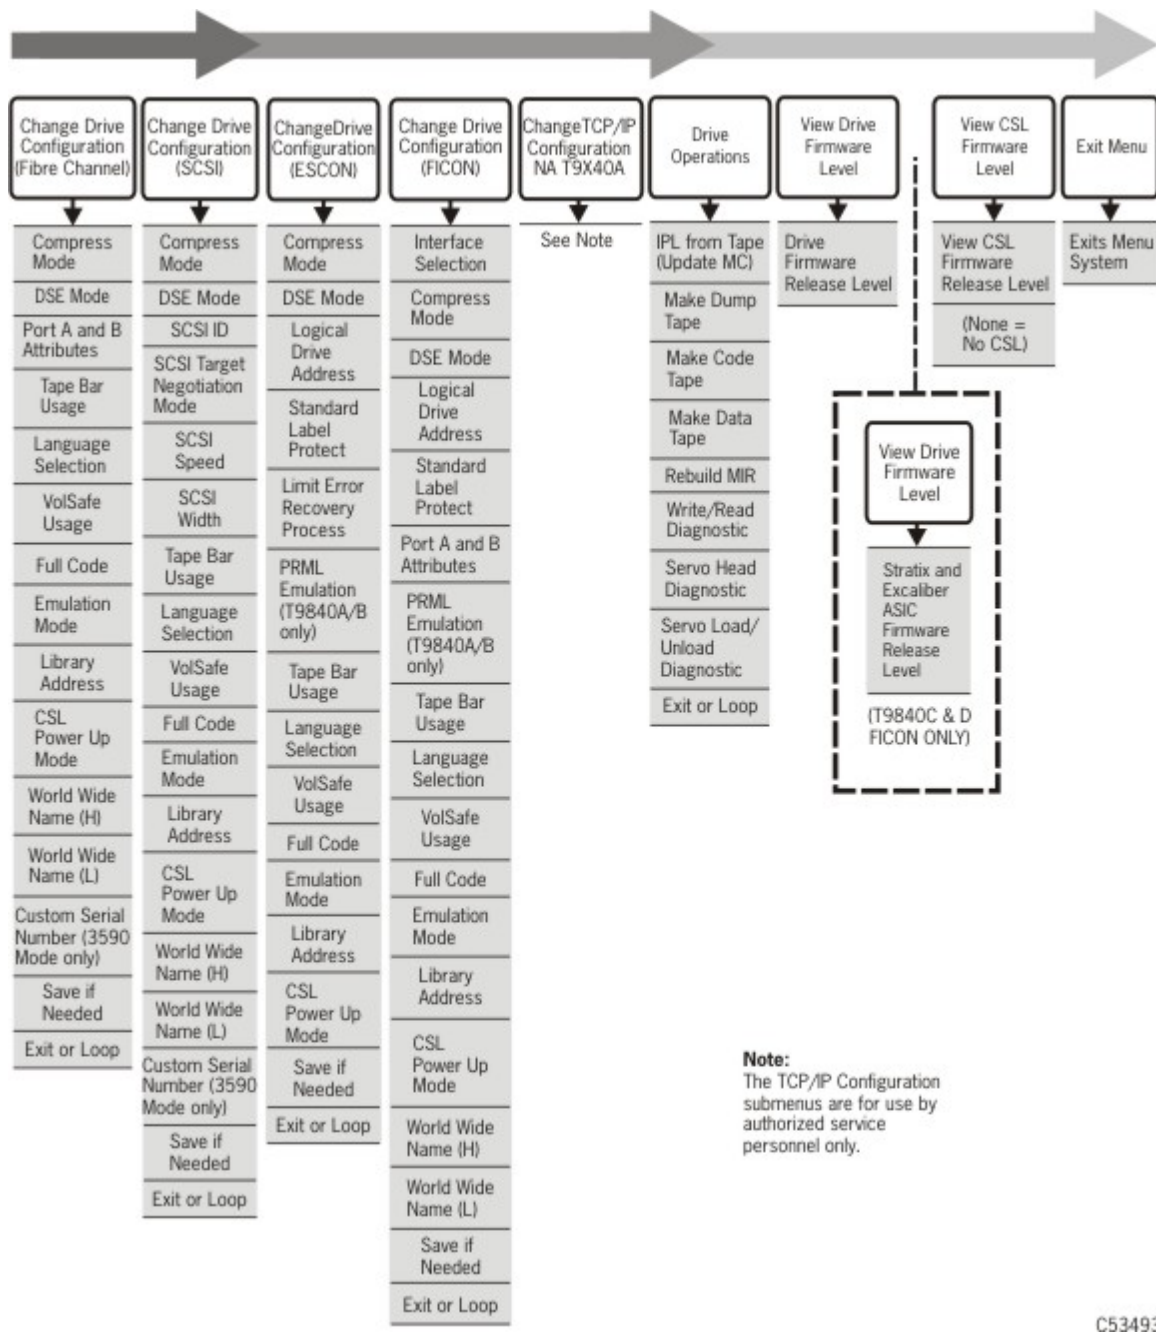 Change Drive
Configuration
(Fibre Channel)
Compress
Mode
DSE Mode
Port A and B
Attributes
Tape Bar
Usage
Language
Selection
VolSafe
Usage
Full Code
Emulation
Mode
Library
Address
CSL
Power Up
Mode
World Wide
Name (H)
World Wide
Name (L)
Custom Serial
Number (3590
Mode only)
Save if
Needed
Exit or Loop
Change Drive
Configuration
(SCSI)
Compress
Mode
DSE Mode
SCSI ID
SCSI Target
Negotiation
Mode
SCSI
Speed
SCSI
Width
Tape Bar
Usage
Language
Selection
VolSafe
Usage
Full Code
Emulation
Mode
Library
Address
CSL
Power Up
Mode
World Wide
Name (H)
World Wide
Name (L)
Custom Serial
Number (3590
Mode only)
Save if
Needed
Exit or Loop
ChangeDrive
Configuration
(ESCON)
Compress
Mode
DSE Mode
Logical
Drive
Address
Standard
Label
Protect
Limit Error
Recovery
Process
PRML
Emulation
(T9840A/B
only)
Tape Bar
Usage
Language
Selection
VolSafe
Usage
Full Code
Emulation
Mode
Library
Address
CSL
Power Up
Mode
Save if
Needed
Exit or Loop
Change Drive
Configuration
(FICON)
Interface
Selection
Compress
Mode
DSE Mode
Logical
Drive
Address
Standard
Label
Protect
Port A and B
Attributes
PRML
Emulation
(T9840A/B
only)
Tape Bar
Usage
Language
Selection
VolSafe
Usage
Full Code
Emulation
Mode
Library
Address
CSL
Power Up
Mode
World Wide
Name (H)
World Wide
Name (L)
Save if
Needed
Exit or Loop
ChangeTCP/IP
Configuration
NA T9X40A
See Note
Drive
Operations
IPL from Tape
(Update MC)
Make Dump
Tape
Make Code
Tape
Make Data
Tape
Rebuild MIR
Write/Read
Diagnostic
Servo Head
Diagnostic
Servo Load/
Unload
Diagnostic
Exit or Loop
View Drive
Firmware
Level
Drive
Firmware
Release Level
View Drive
Firmware
Level
Stratix and
Excaliber
ASIC
Firmware
Release
Level
(T9840C & D
FICON ONLY)
View CSL
Firmware
Level
View CSL
Firmware
Release Level
(None =
No CSL)
Exit Menu
Exits Menu
System
Note:
The TCP/IP Configuration
submenus are for use by
authorized service
personnel only.
C53493